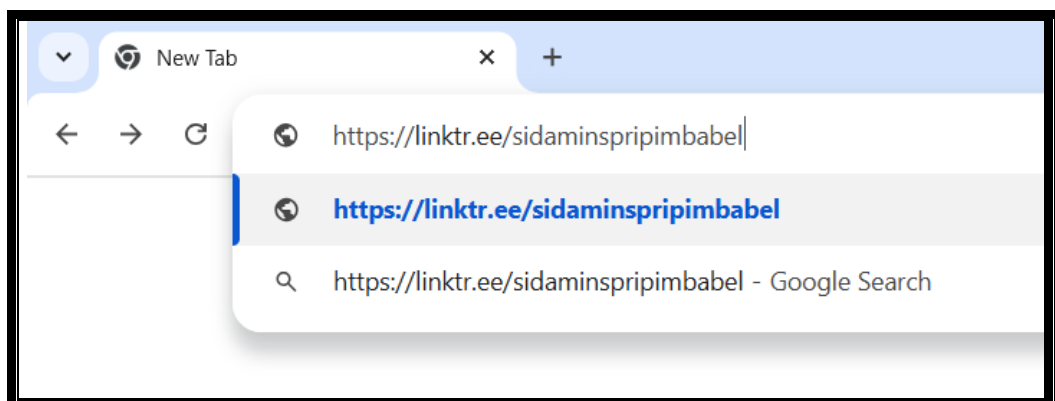 New Tab
https://linktr.ee/sidaminspripimbabel
https://linktr.ee/sidaminspripimbabel
https://linktr.ee/sidaminspripimbabel - Google Search